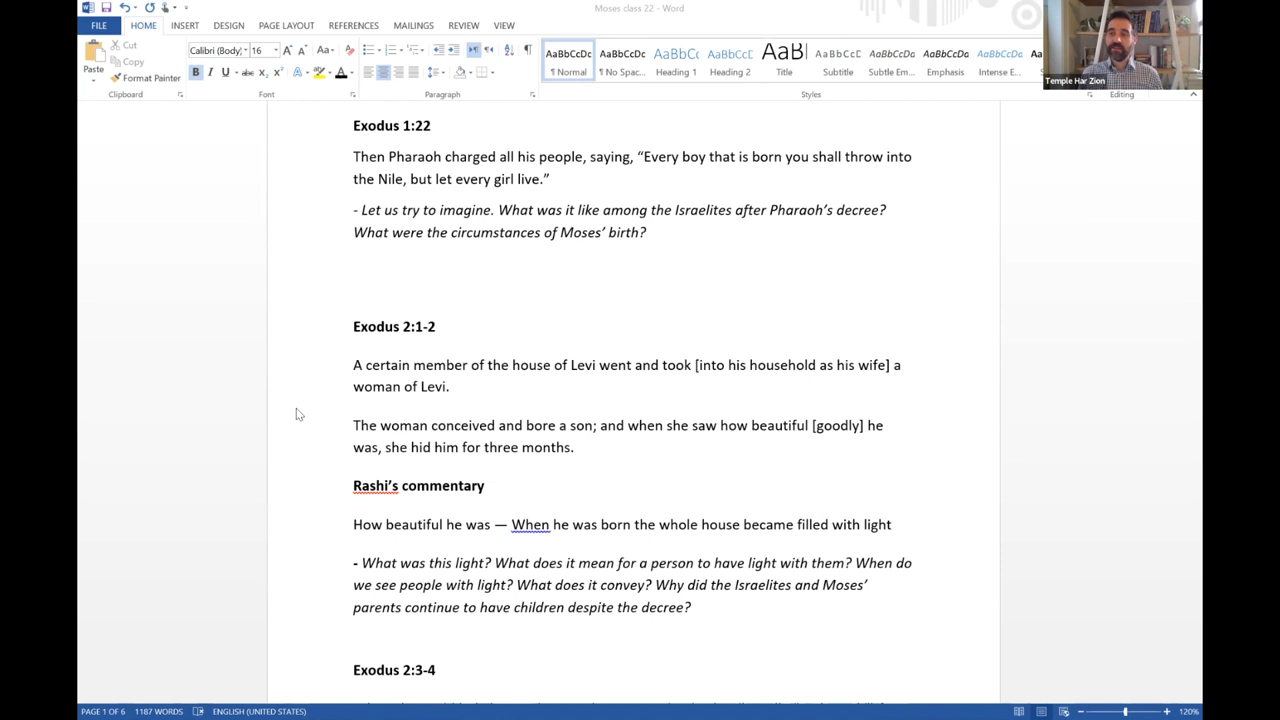 Moses class 22 - Word
FILE HOME INSERT DESIGN PAGE LAYOUT REFERENCES MAILINGS REVIEW VIEW
Cut
Copy
Format Painter
Paste
Clipboard
Calibri (Body) 16
Font
Paragraph
AaBbCcDc AaBbCcDc AaBbCc AaBbCcC AaB AaBbCcD AaBbCcDa AaBbCcDa AaBbCcDa
¶ Normal ¶ No Spac... Heading 1 Heading 2 Title Subtitle Subtle Em... Emphasis Intense E...
Styles
Editing
Temple Har Zion
Exodus 1:22
Then Pharaoh charged all his people, saying, “Every boy that is born you shall throw into
the Nile, but let every girl live.”
- Let us try to imagine. What was it like among the Israelites after Pharaoh’s decree?
What were the circumstances of Moses’ birth?
Exodus 2:1-2
A certain member of the house of Levi went and took [into his household as his wife] a
woman of Levi.
The woman conceived and bore a son; and when she saw how beautiful [goodly] he
was, she hid him for three months.
Rashi’s commentary
How beautiful he was — When he was born the whole house became filled with light
- What was this light? What does it mean for a person to have light with them? When do
we see people with light? What does it convey? Why did the Israelites and Moses’
parents continue to have children despite the decree?
Exodus 2:3-4
PAGE 1 OF 6 1187 WORDS ENGLISH (UNITED STATES) 120%